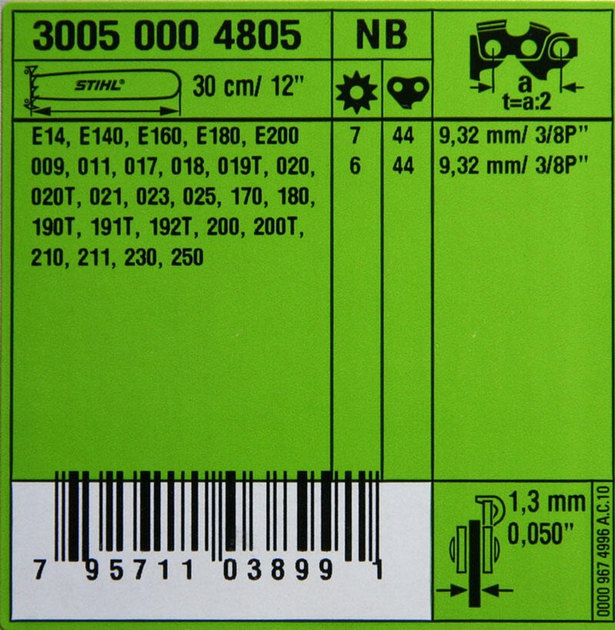 3005 000 4805 NB
STIHL® 30 cm/ 12"
a
t=a:2
E14, E140, E160, E180, E200 7 44 9,32 mm/ 3/8P"
009, 011, 017, 018, 019T, 020, 6 44 9,32 mm/ 3/8P"
020T, 021, 023, 025, 170, 180,
190T, 191T, 192T, 200, 200T,
210, 211, 230, 250
1,3 mm
0,050"
7 95711 03899 1
0000 967 4996 A.C.10